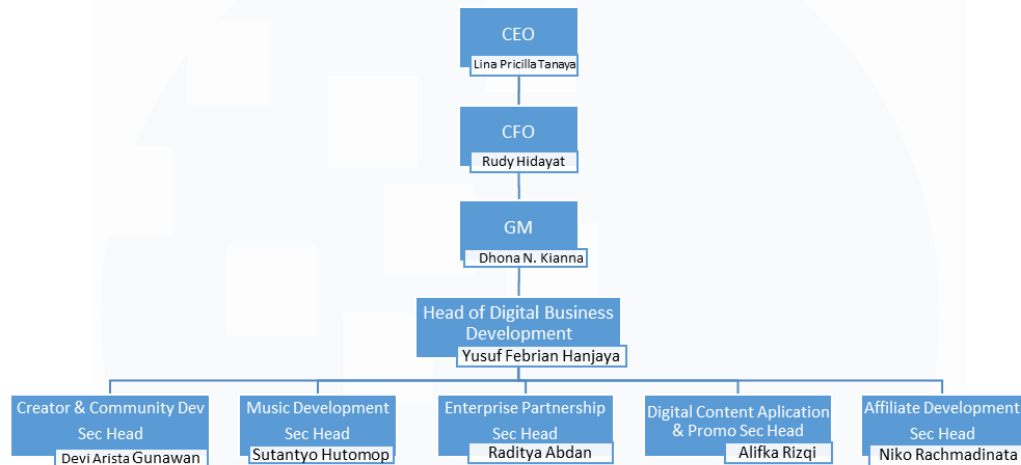 CEO
Lina Pricilla Tanaya
CFO
Rudy Hidayat
GM
Dhona N. Kianna
Head of Digital Business
Development
Yusuf Febrian Hanjaya
Creator & Community Dev
Sec Head
Devi Arista Gunawan
Music Development
Sec Head
Sutantyo Hutomop
Enterprise Partnership
Sec Head
Raditya Abdan
Digital Content Aplication
& Promo Sec Head
Alifka Rizqi
Affiliate Development
Sec Head
Niko Rachmadinata